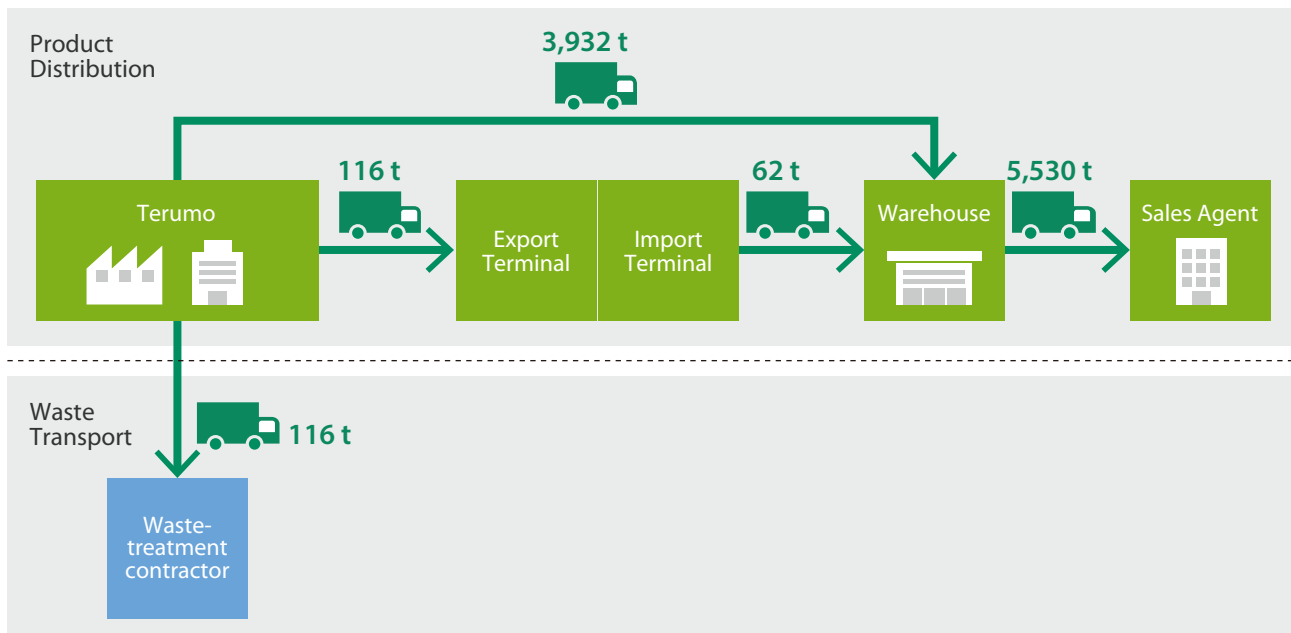 Product
Distribution
3,932 t
116 t
62 t
5,530 t
Terumo
Export
Terminal
Import
Terminal
Warehouse
Sales Agent
Waste
Transport
116 t
Waste-
treatment
contractor